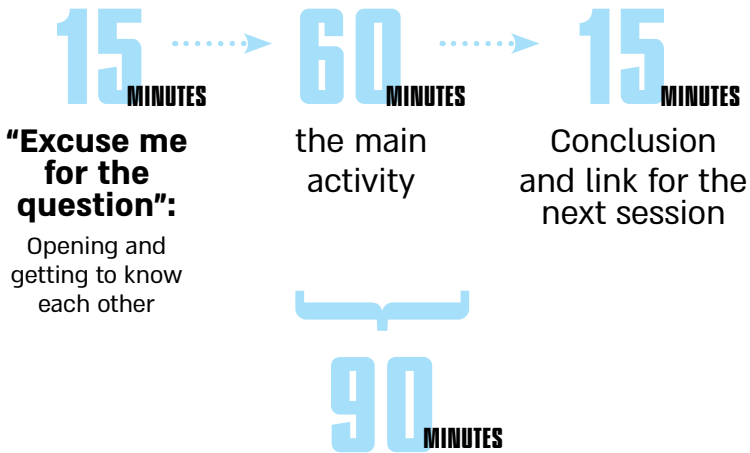 15 MINUTES
"Excuse me
for the
question":
Opening and
getting to know
each other
60 MINUTES
the main
activity
15 MINUTES
Conclusion
and link for the
next session
90 MINUTES